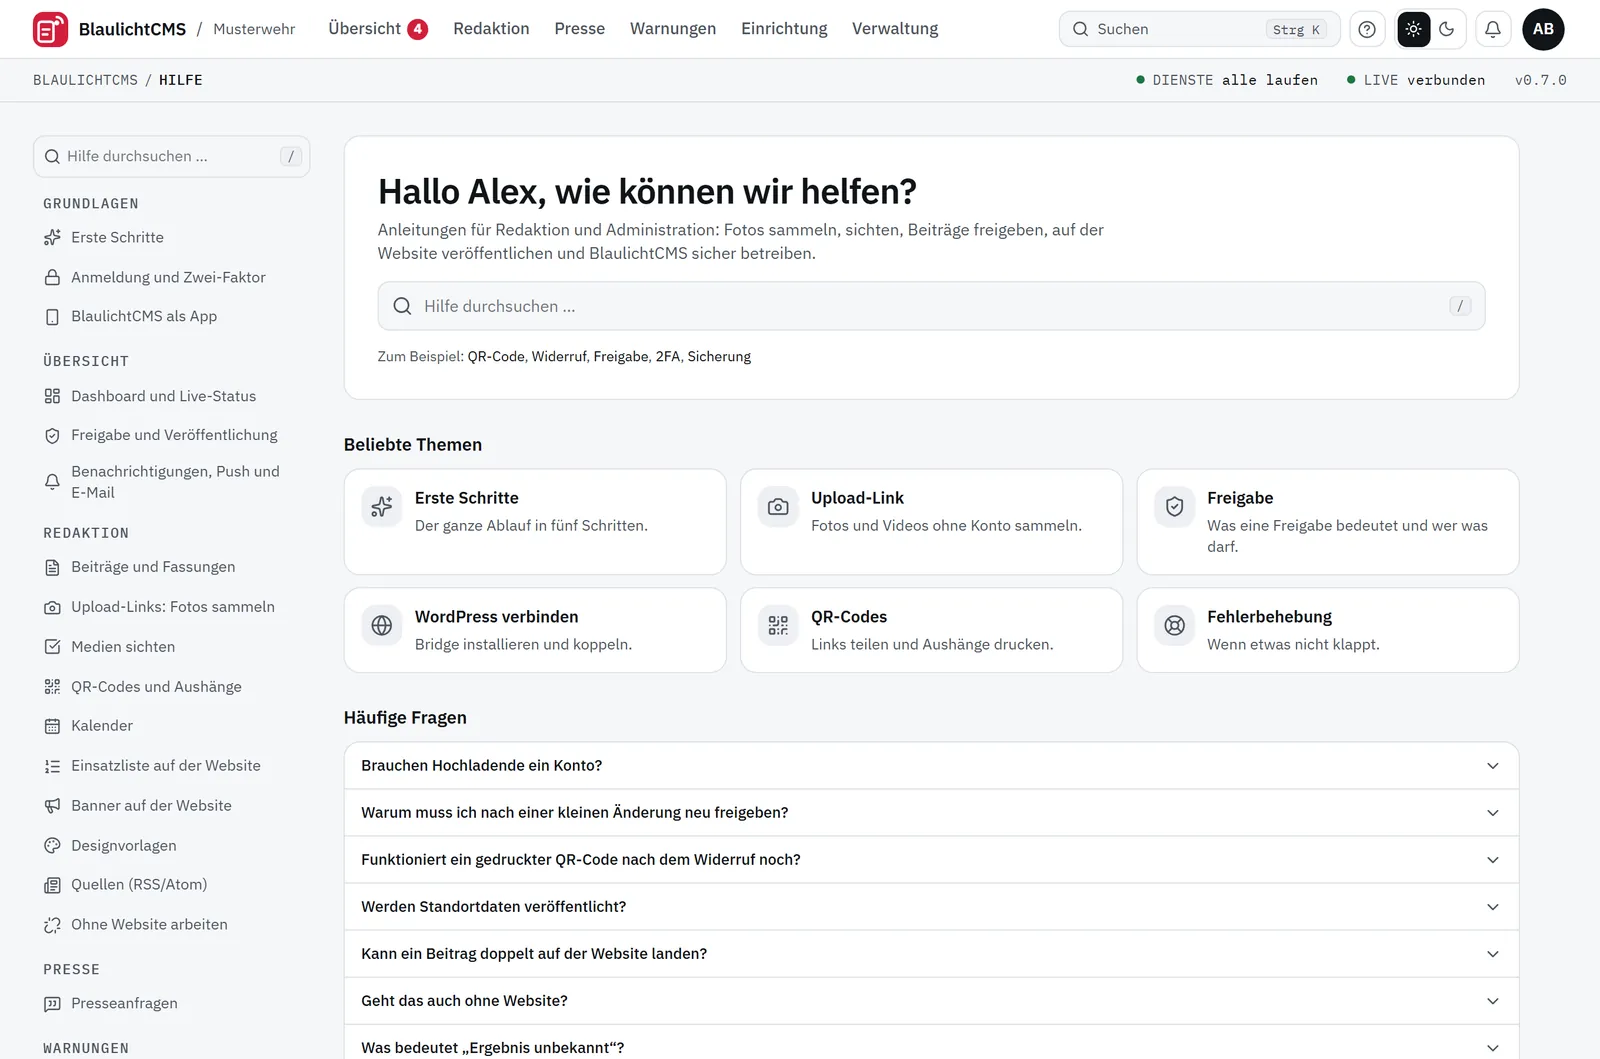 BlaulichtCMS / Musterwehr
Übersicht 4 Redaktion Presse Warnungen Einrichtung Verwaltung
Suchen Strg K
AB
BLAULICHTCMS / HILFE
DIENSTE alle laufen LIVE verbunden v0.7.0
Hilfe durchsuchen ... /
GRUNDLAGEN
Erste Schritte
Anmeldung und Zwei-Faktor
BlaulichtCMS als App
ÜBERSICHT
Dashboard und Live-Status
Freigabe und Veröffentlichung
Benachrichtigungen, Push und
E-Mail
REDAKTION
Beiträge und Fassungen
Upload-Links: Fotos sammeln
Medien sichten
QR-Codes und Aushänge
Kalender
Einsatzliste auf der Website
Banner auf der Website
Designvorlagen
Quellen (RSS/Atom)
Ohne Website arbeiten
PRESSE
Presseanfragen
WARNUNGEN
Hallo Alex, wie können wir helfen?
Anleitungen für Redaktion und Administration: Fotos sammeln, sichten, Beiträge freigeben, auf der
Website veröffentlichen und BlaulichtCMS sicher betreiben.
Hilfe durchsuchen ... /
Zum Beispiel: QR-Code, Widerruf, Freigabe, 2FA, Sicherung
Beliebte Themen
Erste Schritte
Der ganze Ablauf in fünf Schritten.
Upload-Link
Fotos und Videos ohne Konto sammeln.
Freigabe
Was eine Freigabe bedeutet und wer was
darf.
WordPress verbinden
Bridge installieren und koppeln.
QR-Codes
Links teilen und Aushänge drucken.
Fehlerbehebung
Wenn etwas nicht klappt.
Häufige Fragen
Brauchen Hochladende ein Konto?
Warum muss ich nach einer kleinen Änderung neu freigeben?
Funktioniert ein gedruckter QR-Code nach dem Widerruf noch?
Werden Standortdaten veröffentlicht?
Kann ein Beitrag doppelt auf der Website landen?
Geht das auch ohne Website?
Was bedeutet „Ergebnis unbekannt“?